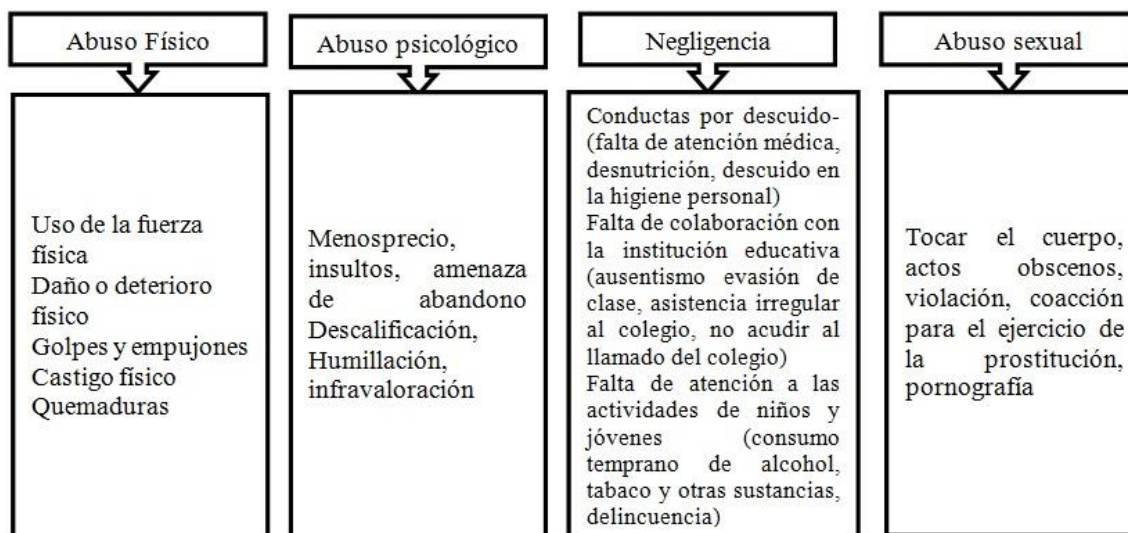 Abuso Físico
Uso de la fuerza
física
Daño o deterioro
físico
Golpes y empujones
Castigo físico
Quemaduras
Abuso psicológico
Menosprecio,
insultos, amenaza
de abandono
Descalificación,
Humillación,
infravaloración
Negligencia
Conductas por descuido-
(falta de atención médica,
desnutrición, descuido en
la higiene personal)
Falta de colaboración con
la institución educativa
(ausentismo evasión de
clase, asistencia irregular
al colegio, no acudir al
llamado del colegio)
Falta de atención a las
actividades de niños y
jóvenes (consumo
temprano de alcohol,
tabaco y otras sustancias,
delincuencia)
Abuso sexual
Tocar el cuerpo,
actos obscenos,
violación, coacción
para el ejercicio de
la prostitución,
pornografía